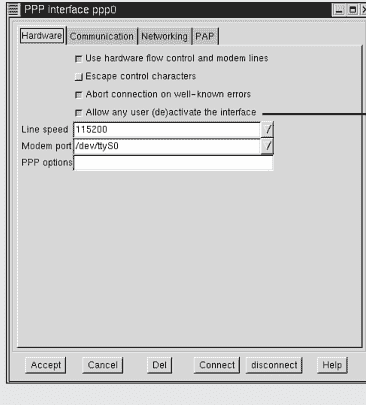 PPP Interface ppp0
Hardware Communication Networking PAP
Use hardware flow control and modem lines
Escape control characters
Abort connection on well-known errors
Allow any user (de)activate the interface
Line speed 115200
Modem port /dev/ttyS0
PPP options
Accept Cancel Del Connect disconnect Help